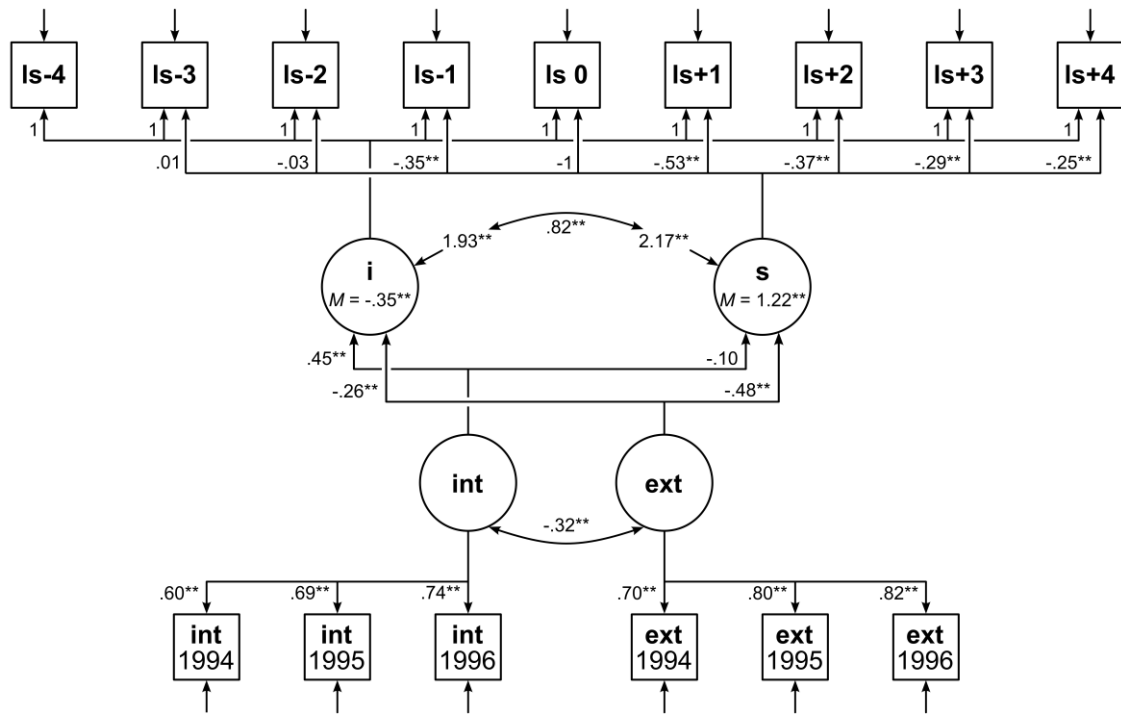 ls-4 ls-3 ls-2 ls-1 ls 0 ls+1 ls+2 ls+3 ls+4
1 1 1 1 1 1 1 1 1
.01 -.03 -.35** -1 -.53** -.37** -.29** -.25**
1.93** .82** 2.17**
i s
M = -.35** M = 1.22**
.45** -.10
-.26** -.48**
int ext
-.32**
.60** .69** .74** .70** .80** .82**
int int int ext ext ext
1994 1995 1996 1994 1995 1996